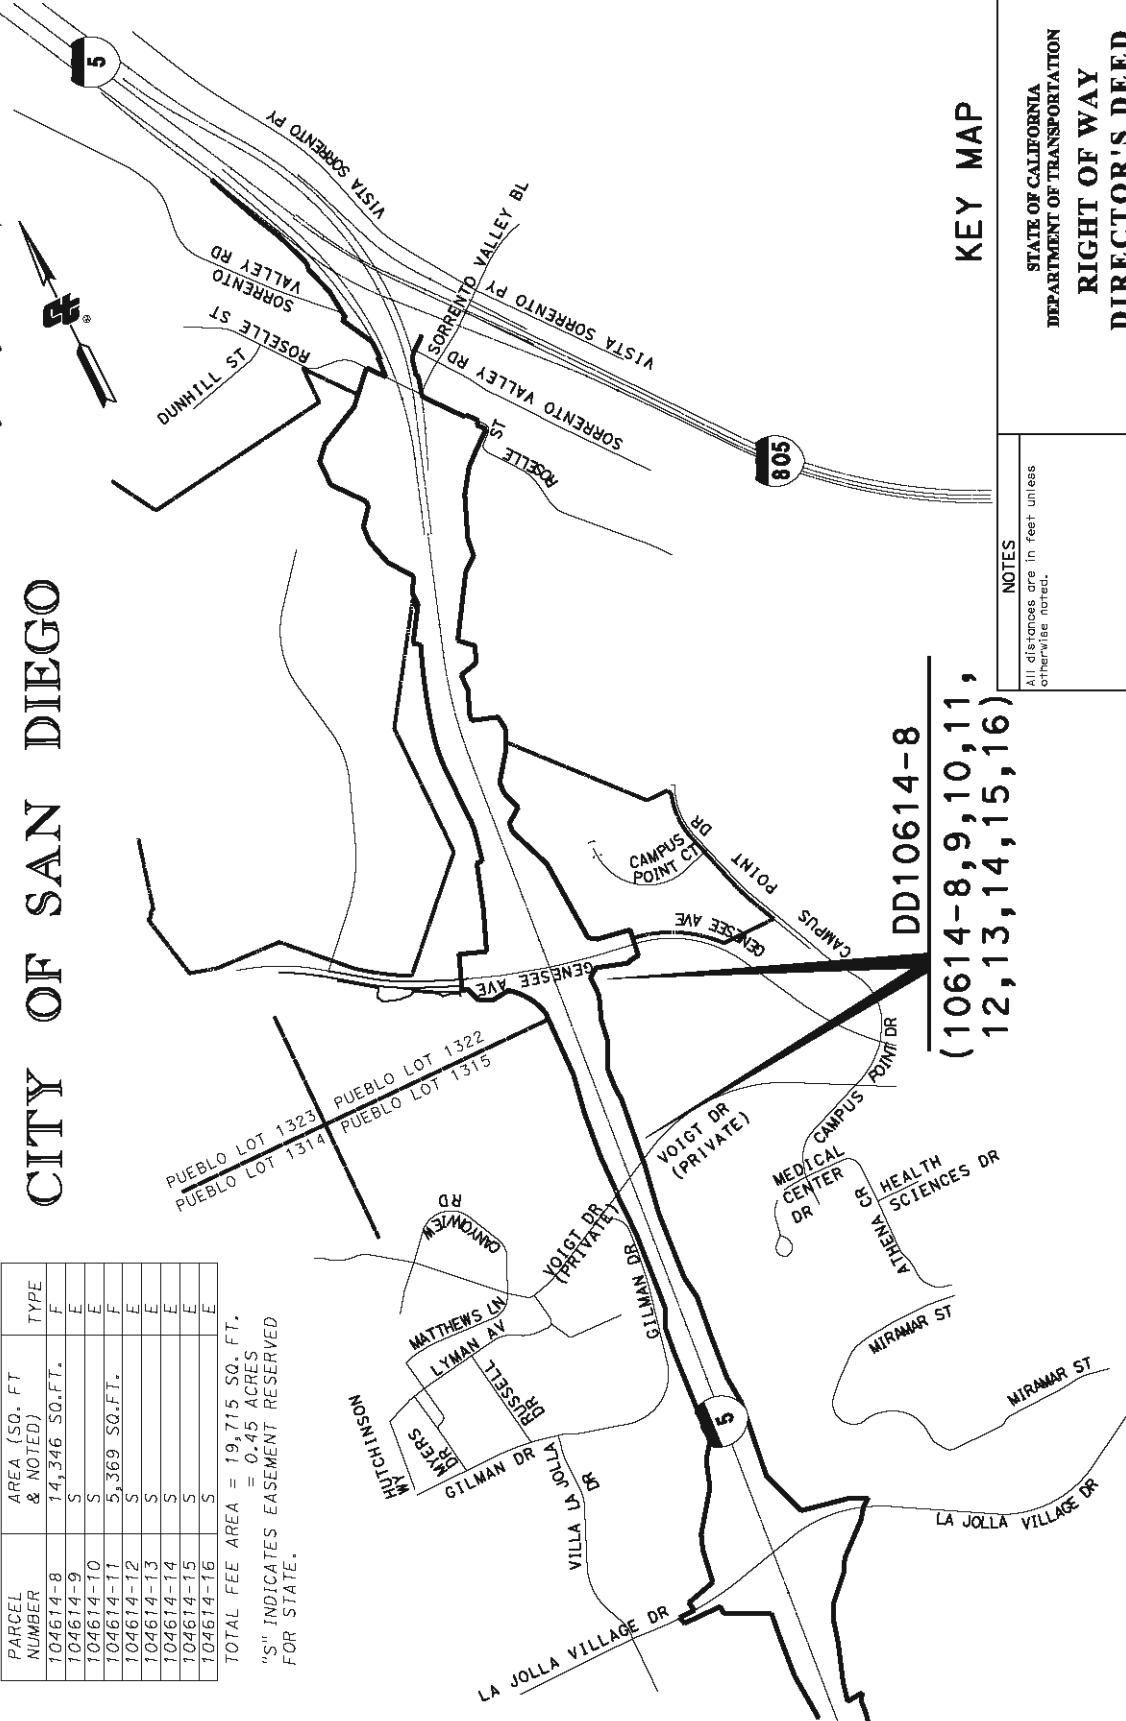 CITY OF SAN DIEGO
PARCEL NUMBER AREA (SQ. FT & NOTED) TYPE
104614-8 14,346 SQ.FT. F
104614-9 S E
104614-10 S E
104614-11 5,369 SQ.FT. F
104614-12 S E
104614-13 S E
104614-14 S E
104614-15 S E
104614-16 S E
TOTAL FEE AREA = 19,715 SQ. FT.
= 0.45 ACRES
"S" INDICATES EASEMENT RESERVED
FOR STATE.
PUEBLO LOT 1323
PUEBLO LOT 1314
PUEBLO LOT 1322
PUEBLO LOT 1315
DUNHILL ST
ROSELLE ST
SORRENTO
VALLEY RD
5
VISTA SORRENTO PY
SORRENTO VALLEY BL
VISTA SORRENTO PY
SORRENTO VALLEY RD
ROSELLE
ST
805
GENESEE AVE
GENESEE AVE
CAMPUS
POINT CT
CAMPUS POINT DR
CAMPUS POINT DR
VOIGT DR
(PRIVATE)
VOIGT DR
(PRIVATE)
CANYONVIEW
RD
MATTHEWS LN
LYMAN AV
RUSSELL
DR
MYERS
DR
HUTCHINSON
WY
GILMAN DR
GILMAN DR
VILLA LA JOLLA
DR
5
LA JOLLA VILLAGE DR
LA JOLLA VILLAGE DR
MEDICAL
CENTER
DR
HEALTH
SCIENCES DR
ATHENA CR
MIRAMAR ST
MIRAMAR ST
DD10614-8
(10614-8,9,10,11,
12,13,14,15,16)
KEY MAP
NOTES
All distances are in feet unless
otherwise noted.
STATE OF CALIFORNIA
DEPARTMENT OF TRANSPORTATION
RIGHT OF WAY
DIRECTOR'S DEED